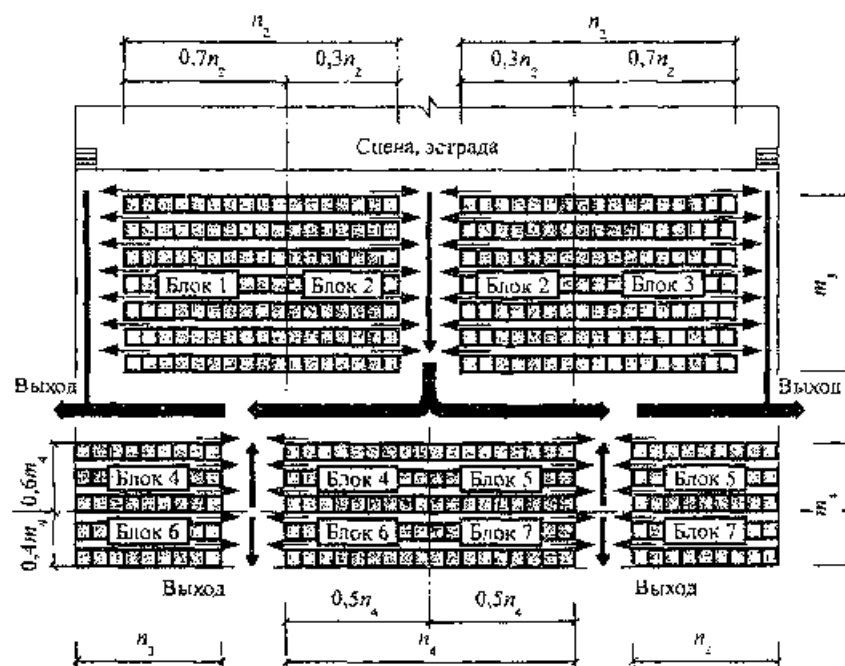 n₂ n₂
0,7n₂ 0,3n₂ 0,3n₂ 0,7n₂
Сцена, эстрада
Блок 1 Блок 2 Блок 2 Блок 3
m₃
Выход Выход
0,6m₄ Блок 4 Блок 4 Блок 5 Блок 5
0,4m₄ Блок 6 Блок 6 Блок 7 Блок 7
m₄
Выход Выход
0,5n₄ 0,5n₄
n₃ n₄